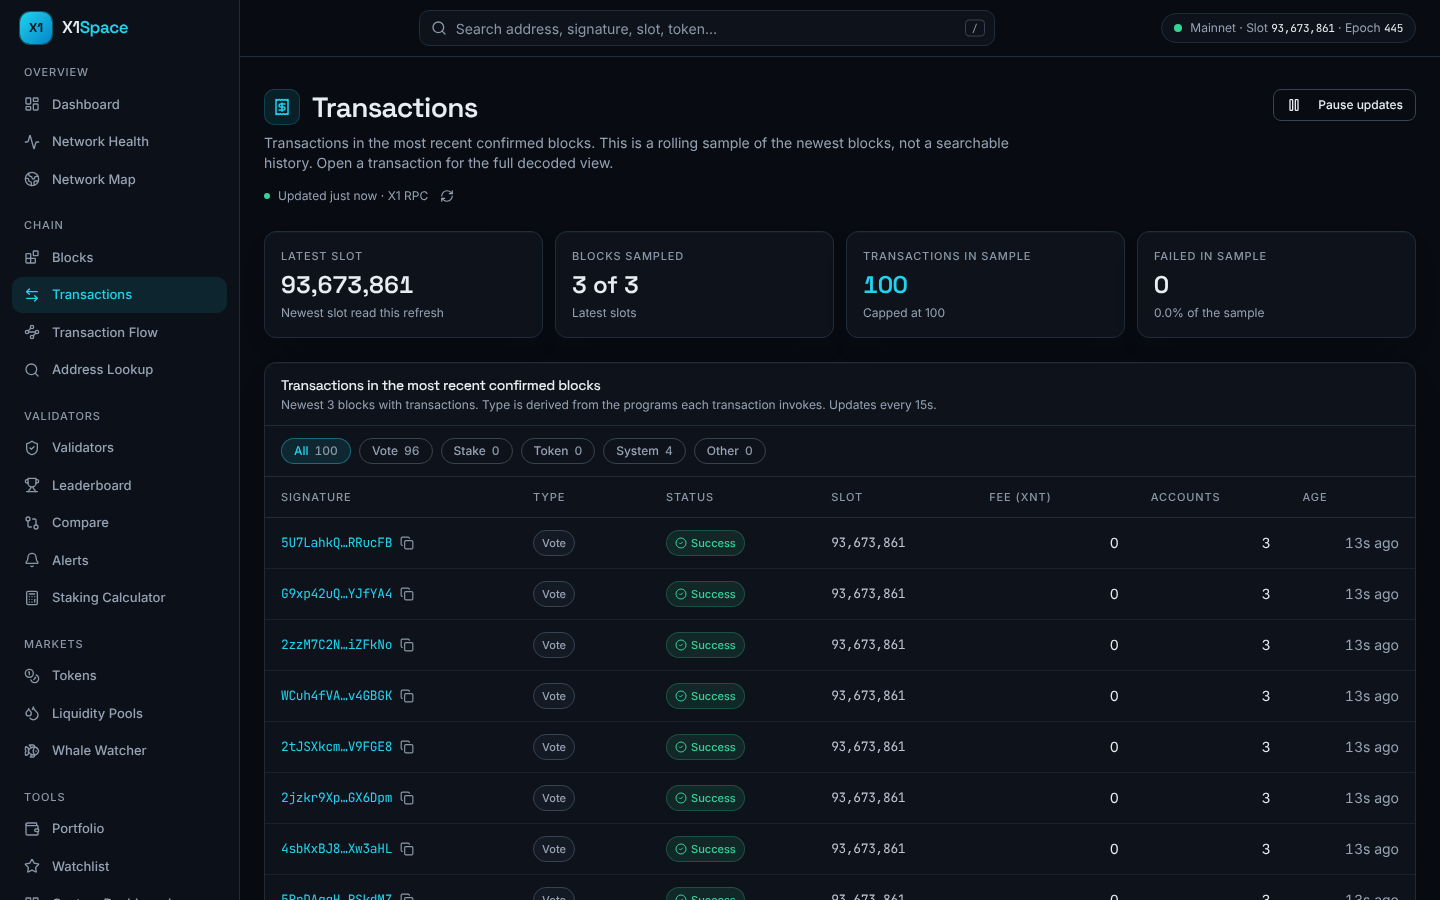 X1 X1Space
Search address, signature, slot, token... /
Mainnet · Slot 93,673,861 · Epoch 445
OVERVIEW
Dashboard
Network Health
Network Map
CHAIN
Blocks
Transactions
Transaction Flow
Address Lookup
VALIDATORS
Validators
Leaderboard
Compare
Alerts
Staking Calculator
MARKETS
Tokens
Liquidity Pools
Whale Watcher
TOOLS
Portfolio
Watchlist
Transactions
Pause updates
Transactions in the most recent confirmed blocks. This is a rolling sample of the newest blocks, not a searchable
history. Open a transaction for the full decoded view.
Updated just now · X1 RPC
LATEST SLOT
93,673,861
Newest slot read this refresh
BLOCKS SAMPLED
3 of 3
Latest slots
TRANSACTIONS IN SAMPLE
100
Capped at 100
FAILED IN SAMPLE
0
0.0% of the sample
Transactions in the most recent confirmed blocks
Newest 3 blocks with transactions. Type is derived from the programs each transaction invokes. Updates every 15s.
All 100 Vote 96 Stake 0 Token 0 System 4 Other 0
SIGNATURE TYPE STATUS SLOT FEE (XNT) ACCOUNTS AGE
5U7LahkQ…RRucFB Vote Success 93,673,861 0 3 13s ago
G9xp42uQ…YJfYA4 Vote Success 93,673,861 0 3 13s ago
2zzM7C2N…iZFkNo Vote Success 93,673,861 0 3 13s ago
WCuh4fVA…v4GBGK Vote Success 93,673,861 0 3 13s ago
2tJSXkcm…V9FGE8 Vote Success 93,673,861 0 3 13s ago
2jzkr9Xp…GX6Dpm Vote Success 93,673,861 0 3 13s ago
4sbKxBJ8…Xw3aHL Vote Success 93,673,861 0 3 13s ago
Vote Success 93,673,861 0 3 13s ago